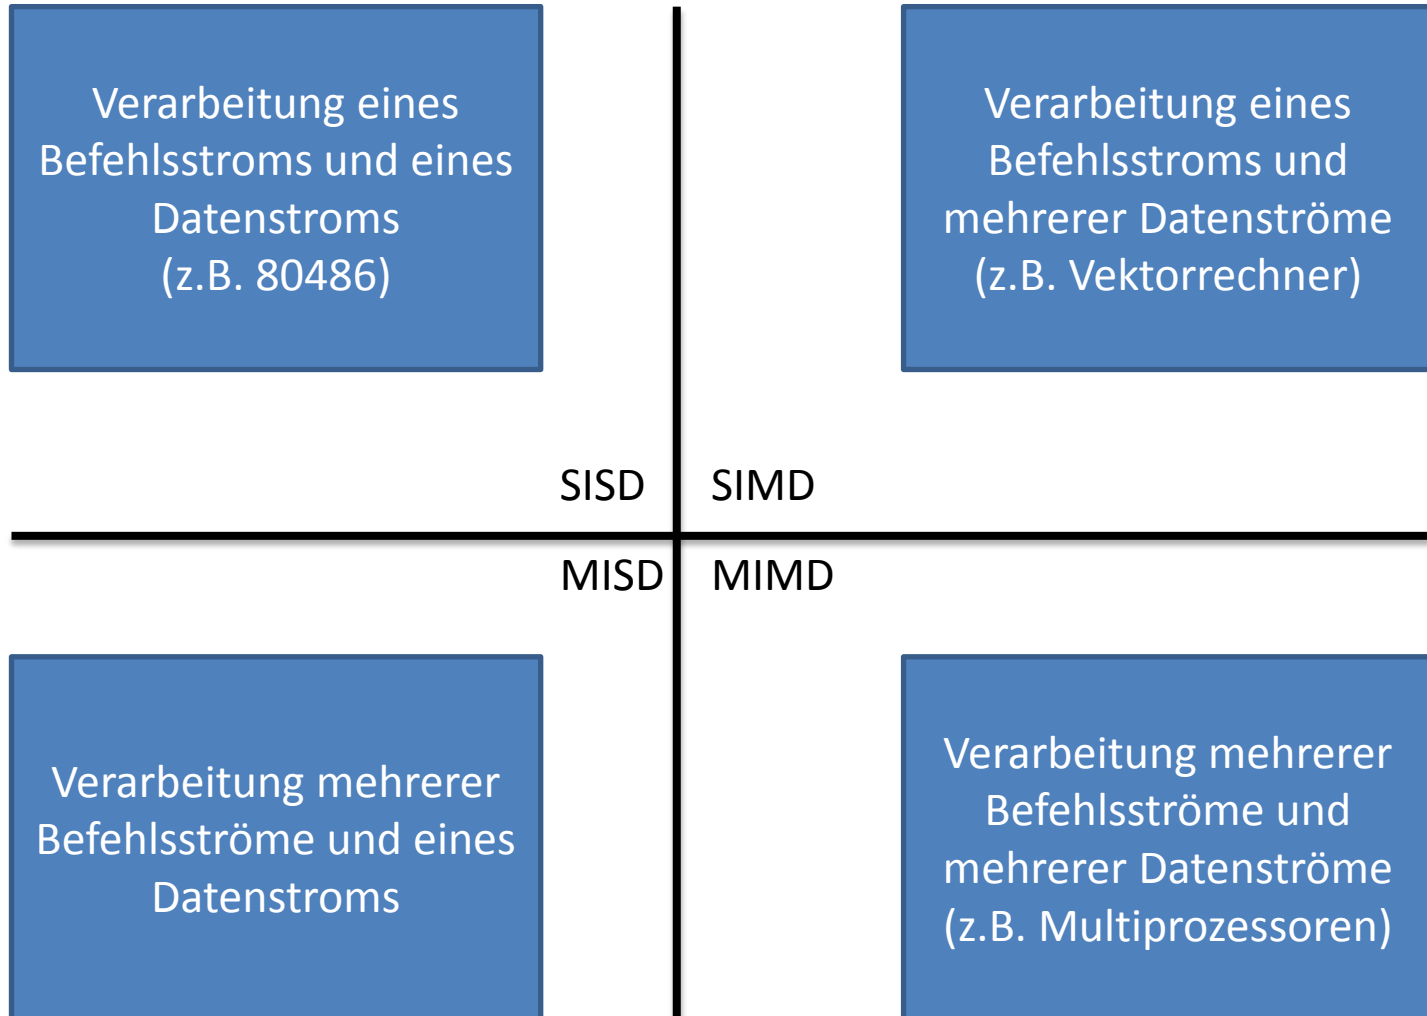 Verarbeitung eines
Befehlsstroms und eines
Datenstroms
(z.B. 80486)
Verarbeitung eines
Befehlsstroms und
mehrerer Datenströme
(z.B. Vektorrechner)
SISD
SIMD
MISD
MIMD
Verarbeitung mehrerer
Befehlsströme und eines
Datenstroms
Verarbeitung mehrerer
Befehlsströme und
mehrerer Datenströme
(z.B. Multiprozessoren)